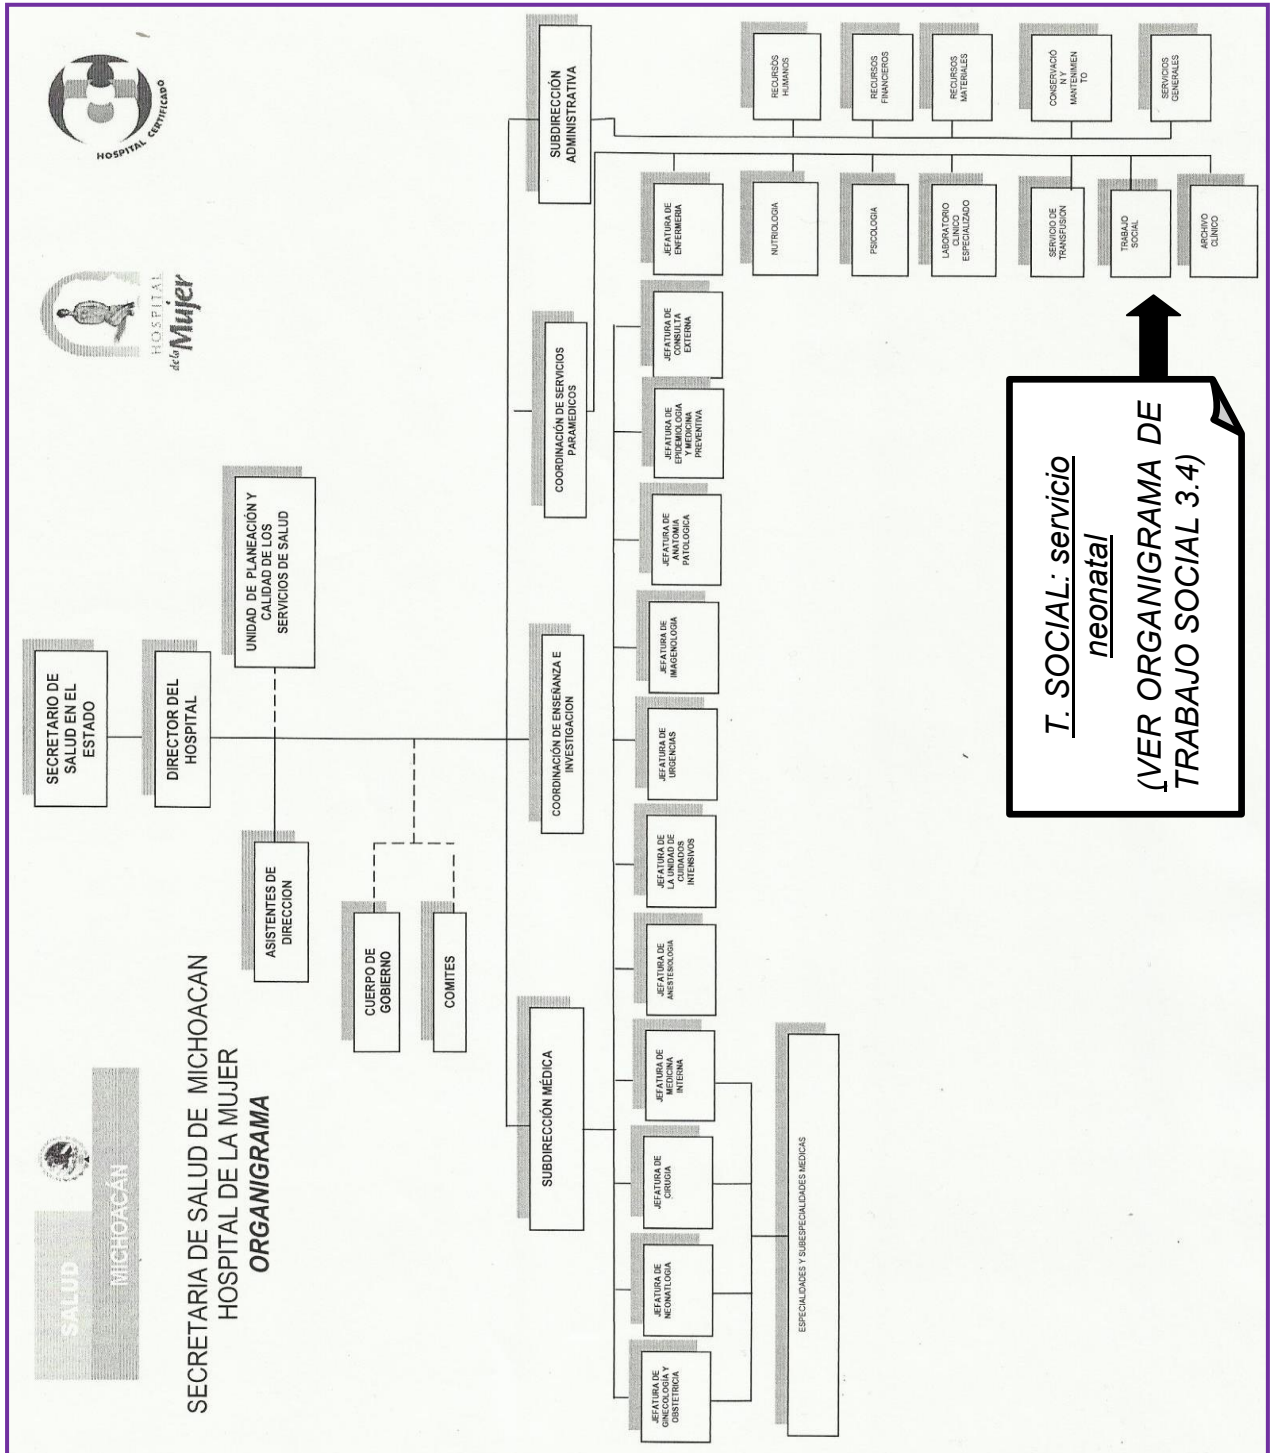 SALUD
MICHOACAN
HOSPITAL
de la Mujer
HOSPITAL CERTIFICADO
SECRETARIA DE SALUD DE MICHOACAN
HOSPITAL DE LA MUJER
ORGANIGRAMA
SECRETARIO DE
SALUD EN EL
ESTADO
DIRECTOR DEL
HOSPITAL
UNIDAD DE PLANEACIÓN Y
CALIDAD DE LOS
SERVICIOS DE SALUD
ASISTENTES DE
DIRECCION
CUERPO DE
GOBIERNO
COMITES
SUBDIRECCIÓN MÉDICA
COORDINACIÓN DE ENSEÑANZA E
INVESTIGACION
COORDINACIÓN DE SERVICIOS
PARAMEDICOS
SUBDIRECCIÓN
ADMINISTRATIVA
JEFATURA DE
GINECOLOGÍA Y
OBSTETRICIA
JEFATURA DE
NEONATLOGIA
JEFATURA DE
CIRUGIA
JEFATURA DE
MEDICINA
INTERNA
JEFATURA DE
ANESTESIOLOGIA
JEFATURA DE
LA UNIDAD DE
CUIDADOS
INTENSIVOS
JEFATURA DE
URGENCIAS
JEFATURA DE
IMAGENOLOGIA
JEFATURA DE
ANATOMIA
PATOLOGICA
JEFATURA DE
EPIDEMIOLOGIA
Y MEDICINA
PREVENTIVA
JEFATURA DE
CONSULTA
EXTERNA
JEFATURA DE
ENFERMERIA
ESPECIALIDADES Y SUBESPECIALIDADES MEDICAS
NUTRIOLOGIA
PSICOLOGIA
LABORATORIO
CLINICO
ESPECIALIZADO
SERVICIO DE
TRANSFUSION
TRABAJO
SOCIAL
ARCHIVO
CLÍNICO
RECURSOS
HUMANOS
RECURSOS
FINANCIEROS
RECURSOS
MATERIALES
CONSERVACIÓ
N Y
MANTENIMIEN
TO
SERVICIOS
GENERALES
T. SOCIAL: servicio
neonatal
(VER ORGANIGRAMA DE
TRABAJO SOCIAL 3.4)